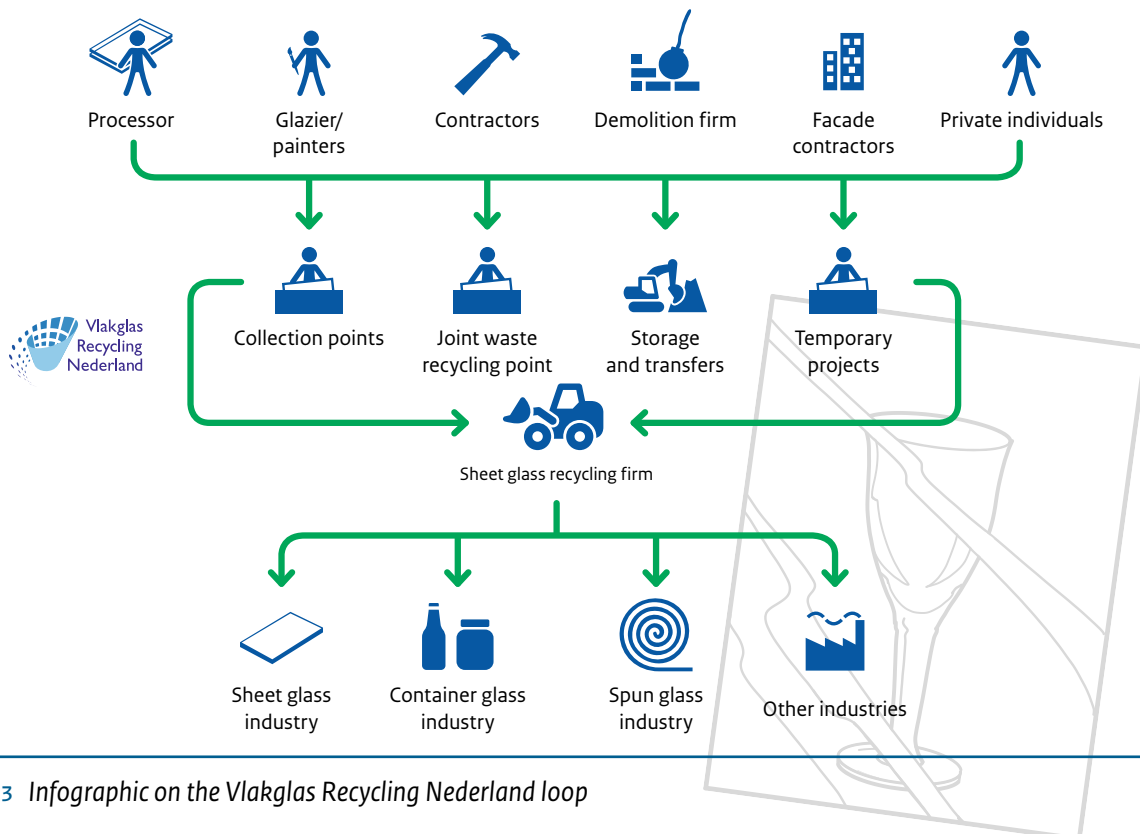 Processor
Glazier/
painters
Contractors
Demolition firm
Facade
contractors
Private individuals
Vlakglas
Recycling
Nederland
Collection points
Joint waste
recycling point
Storage
and transfers
Temporary
projects
Sheet glass recycling firm
Sheet glass
industry
Container glass
industry
Spun glass
industry
Other industries
3 Infographic on the Vlakglas Recycling Nederland loop